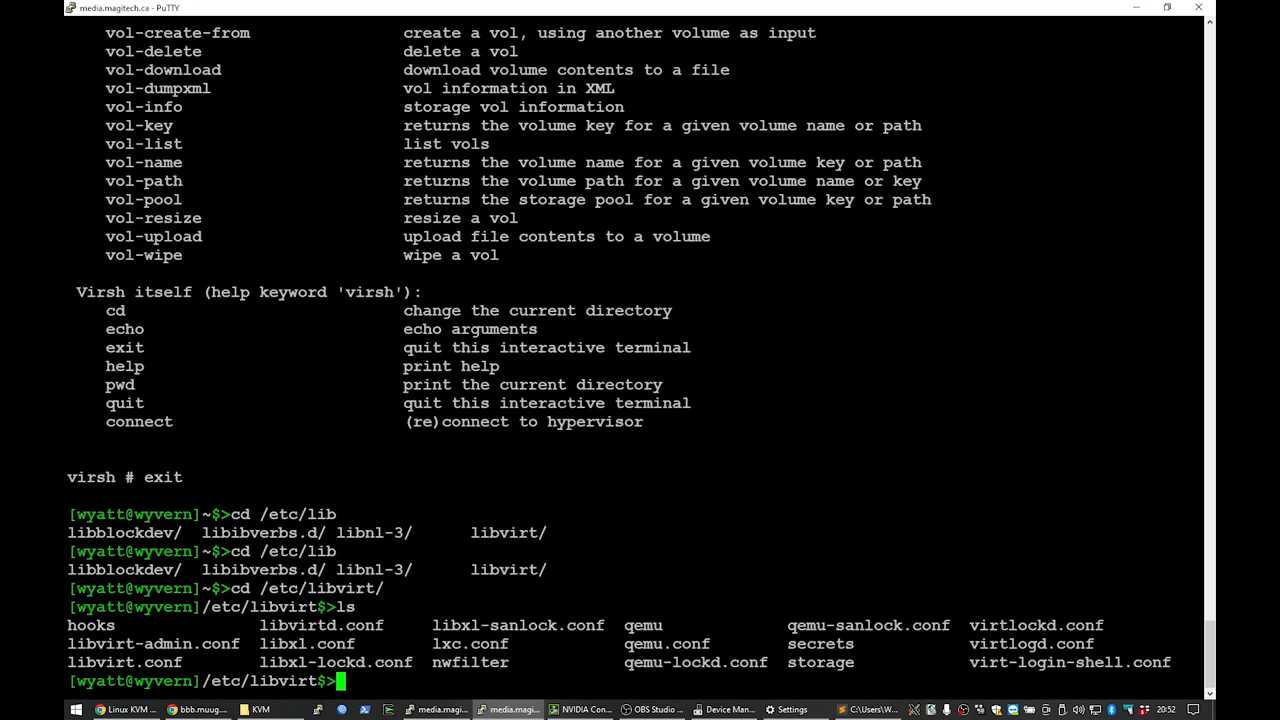 media.magitech.ca - PuTTY
vol-create-from create a vol, using another volume as input
vol-delete delete a vol
vol-download download volume contents to a file
vol-dumpxml vol information in XML
vol-info storage vol information
vol-key returns the volume key for a given volume name or path
vol-list list vols
vol-name returns the volume name for a given volume key or path
vol-path returns the volume path for a given volume name or key
vol-pool returns the storage pool for a given volume key or path
vol-resize resize a vol
vol-upload upload file contents to a volume
vol-wipe wipe a vol
Virsh itself (help keyword 'virsh'):
cd change the current directory
echo echo arguments
exit quit this interactive terminal
help print help
pwd print the current directory
quit quit this interactive terminal
connect (re)connect to hypervisor
virsh # exit
[wyatt@wyvern]~$>cd /etc/lib
libblockdev/ libibverbs.d/ libnl-3/ libvirt/
[wyatt@wyvern]~$>cd /etc/lib
libblockdev/ libibverbs.d/ libnl-3/ libvirt/
[wyatt@wyvern]~$>cd /etc/libvirt/
[wyatt@wyvern]/etc/libvirt$>ls
hooks libvirtd.conf libxl-sanlock.conf qemu qemu-sanlock.conf virtlockd.conf
libvirt-admin.conf libxl.conf lxc.conf qemu.conf secrets virtlogd.conf
libvirt.conf libxl-lockd.conf nwfilter qemu-lockd.conf storage virt-login-shell.conf
[wyatt@wyvern]/etc/libvirt$>
Linux KVM ... bbb.muug... KVM media.magi... media.magi... NVIDIA Con... OBS Studio ... Device Man... Settings C:\Users\W... 20:52